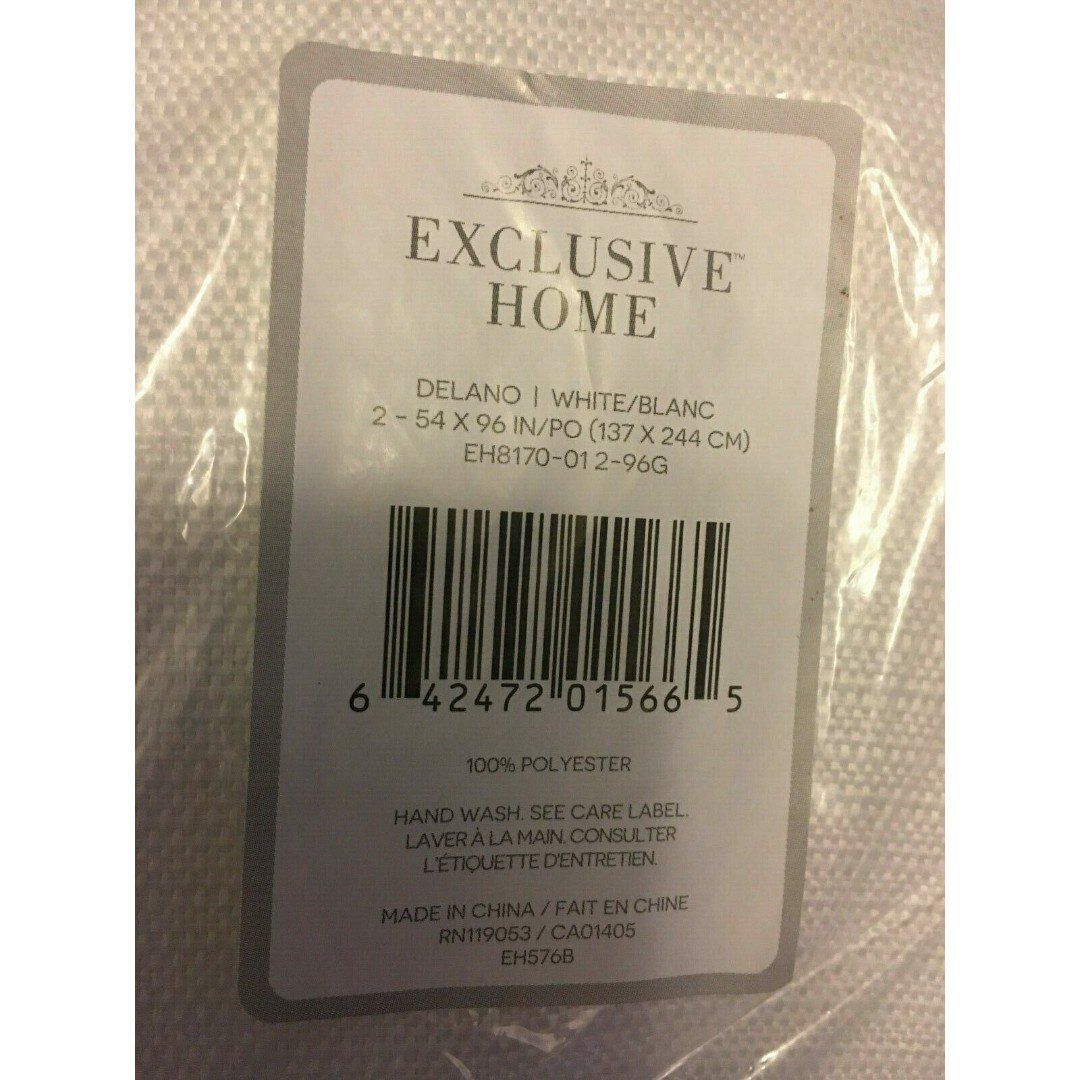 EXCLUSIVE™
HOME
DELANO | WHITE/BLANC
2 - 54 X 96 IN/PO (137 X 244 CM)
EH8170-01 2-96G
6 42472 01566 5
100% POLYESTER
HAND WASH. SEE CARE LABEL.
LAVER À LA MAIN. CONSULTER
L'ÉTIQUETTE D'ENTRETIEN.
MADE IN CHINA / FAIT EN CHINE
RN119053 / CA01405
EH576B